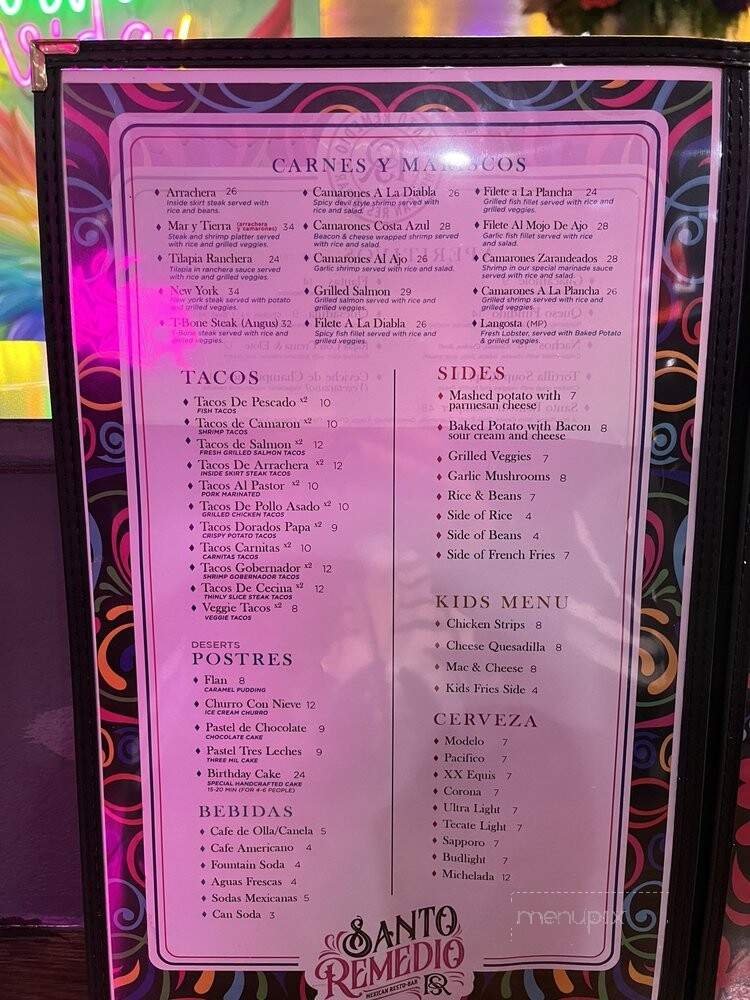 CARNES Y MARISCOS
Arrachera 26
Inside skirt steak served with
rice and beans.
Mar y Tierra (arrachera y camarones) 34
Steak and shrimp platter served
with rice and grilled veggies.
Tilapia Ranchera 24
Tilapia in ranchera sauce served
with rice and grilled veggies.
New York 34
New york steak served with potato
and grilled veggies.
T-Bone Steak (Angus) 32
T-Bone steak served with rice and
grilled veggies.
Camarones A La Diabla 26
Spicy devil style shrimp served with
rice and salad.
Camarones Costa Azul 28
Beacon & cheese wrapped shrimp served
with rice and salad.
Camarones Al Ajo 26
Garlic shrimp served with rice and salad.
Grilled Salmon 29
Grilled salmon served with rice and
grilled veggies.
Filete A La Diabla 26
Spicy fish fillet served with rice and
grilled veggies.
Filete a La Plancha 24
Grilled fish fillet served with rice and
grilled veggies.
Filete Al Mojo De Ajo 28
Garlic fish fillet served with rice
and salad.
Camarones Zarandeados 28
Shrimp in our special marinade sauce
served with rice and salad.
Camarones A La Plancha 26
Grilled shrimp served with rice and
grilled veggies.
Langosta (MP)
Fresh Lobster, served with Baked Potato
& grilled veggies.
TACOS
Tacos De Pescado x2 10
FISH TACOS
Tacos de Camaron x2 10
SHRIMP TACOS
Tacos de Salmon x2 12
FRESH GRILLED SALMON TACOS
Tacos De Arrachera x2 12
INSIDE SKIRT STEAK TACOS
Tacos Al Pastor x2 10
PORK MARINATED
Tacos De Pollo Asado x2 10
GRILLED CHICKEN TACOS
Tacos Dorados Papa x2 9
CRISPY POTATO TACOS
Tacos Carnitas x2 10
CARNITAS TACOS
Tacos Gobernador x2 12
SHRIMP GOBERNADOR TACOS
Tacos De Cecina x2 12
THINLY SLICE STEAK TACOS
Veggie Tacos x2 8
VEGGIE TACOS
DESERTS
POSTRES
Flan 8
CARAMEL PUDDING
Churro Con Nieve 12
ICE CREAM CHURRO
Pastel de Chocolate 9
CHOCOLATE CAKE
Pastel Tres Leches 9
THREE MIL CAKE
Birthday Cake 24
SPECIAL HANDCRAFTED CAKE
15-20 MIN (FOR 4-6 PEOPLE)
BEBIDAS
Cafe de Olla/Canela 5
Cafe Americano 4
Fountain Soda 4
Aguas Frescas 4
Sodas Mexicanas 5
Can Soda 3
SIDES
Mashed potato with 7
parmesan cheese
Baked Potato with Bacon 8
sour cream and cheese
Grilled Veggies 7
Garlic Mushrooms 8
Rice & Beans 7
Side of Rice 4
Side of Beans 4
Side of French Fries 7
KIDS MENU
Chicken Strips 8
Cheese Quesadilla 8
Mac & Cheese 8
Kids Fries Side 4
CERVEZA
Modelo 7
Pacifico 7
XX Equis 7
Corona 7
Ultra Light 7
Tecate Light 7
Sapporo 7
Budlight 7
Michelada 12
SANTO
REMEDIO
MEXICAN RESTO-BAR
SR
menupix